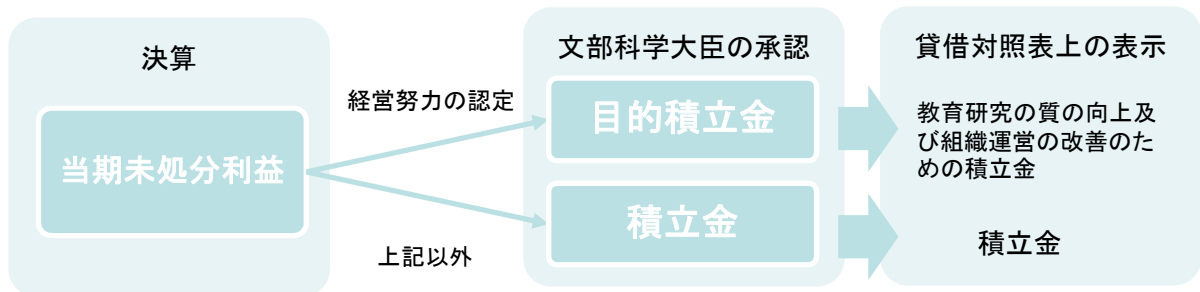 決算
当期未処分利益
経営努力の認定
上記以外
文部科学大臣の承認
目的積立金
積立金
貸借対照表上の表示
教育研究の質の向上及
び組織運営の改善のた
めの積立金
積立金